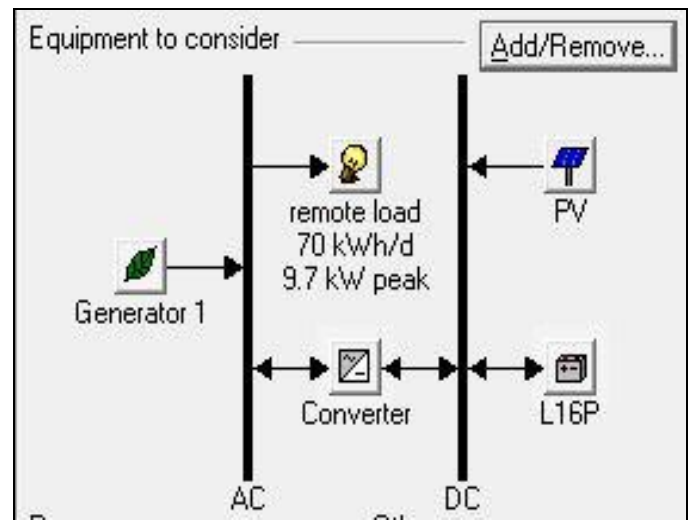 Equipment to consider
Add/Remove...
remote load
70 kWh/d
9.7 kW peak
PV
Generator 1
Converter
L16P
AC
DC